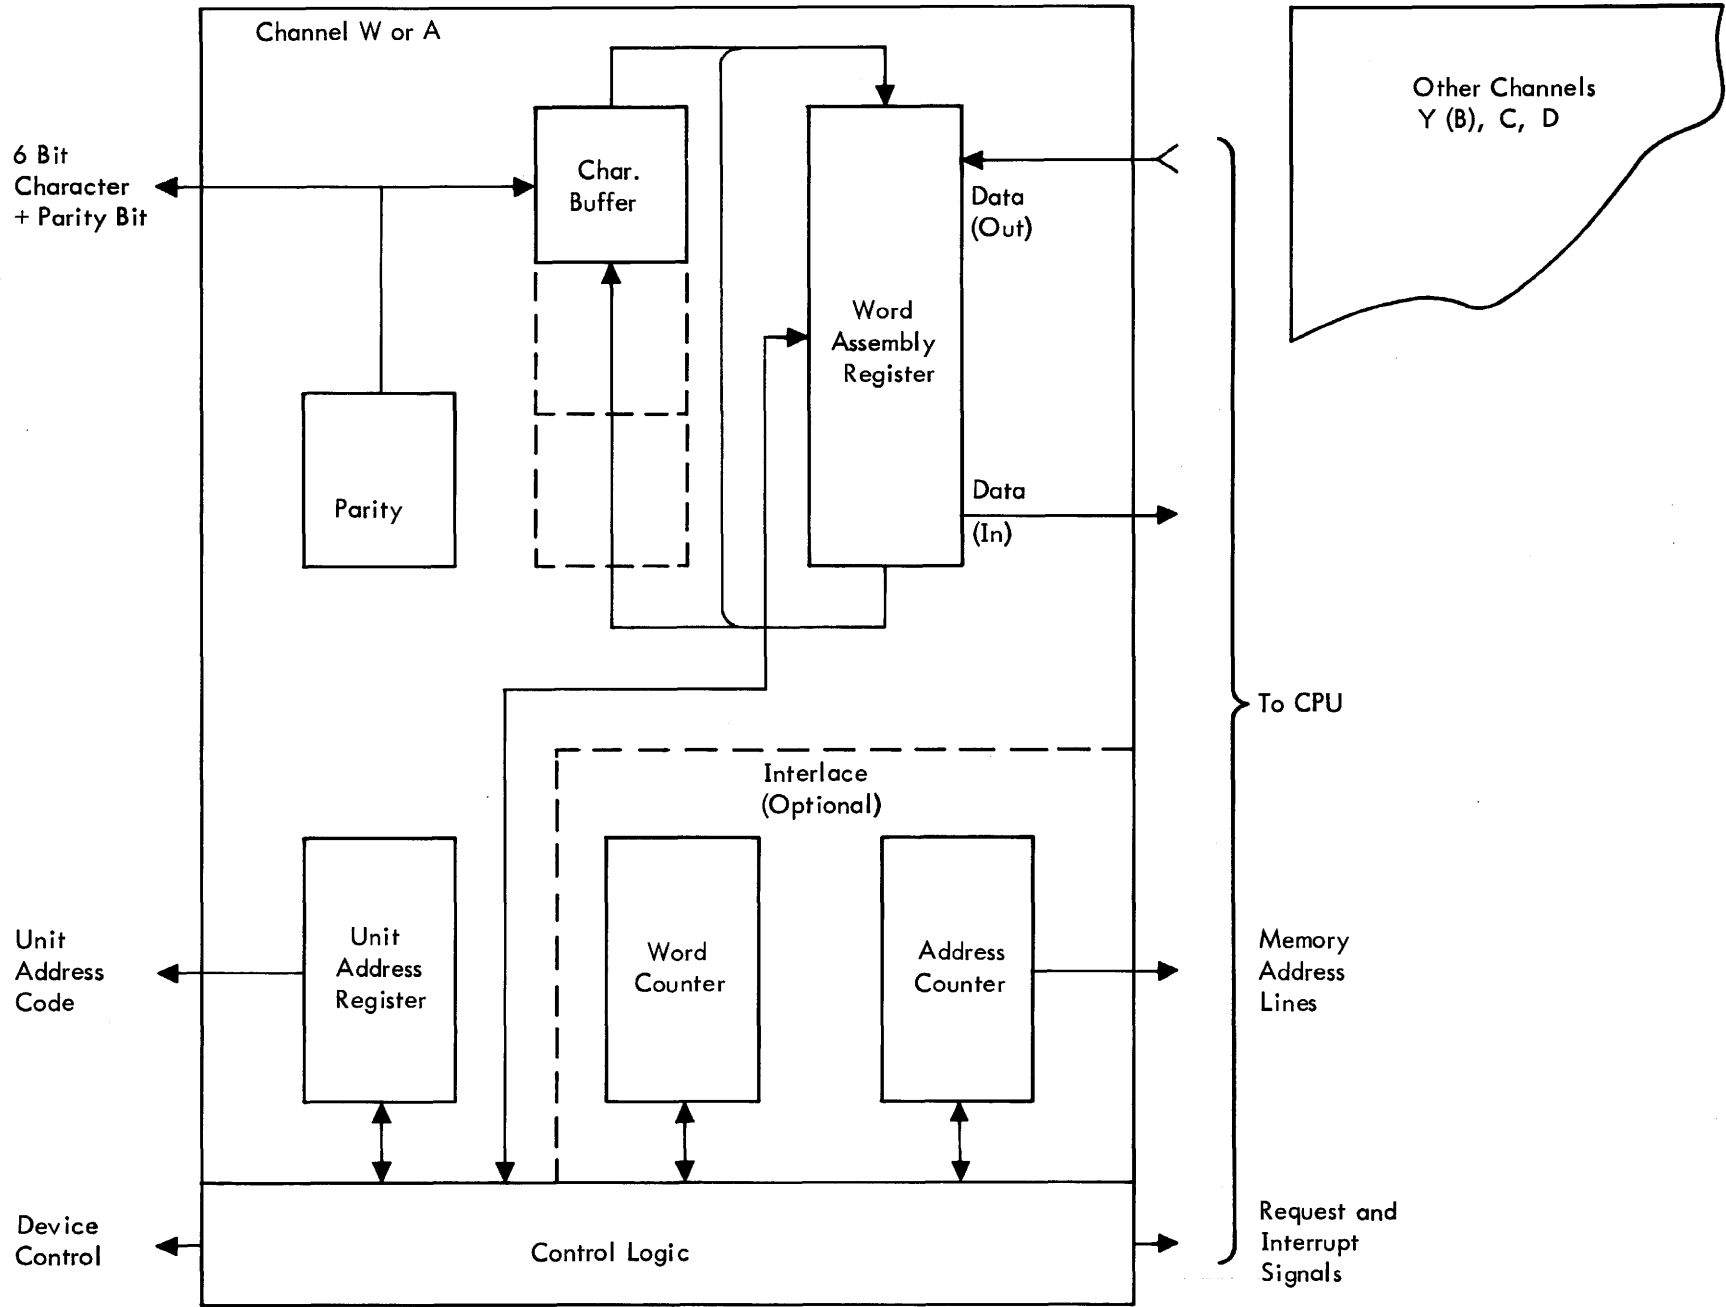 Channel W or A
Other Channels
Y (B), C, D
6 Bit
Character
+ Parity Bit
Char.
Buffer
Data
(Out)
Word
Assembly
Register
Parity
Data
(In)
To CPU
Interlace
(Optional)
Unit
Address
Code
Unit
Address
Register
Word
Counter
Address
Counter
Memory
Address
Lines
Device
Control
Control Logic
Request and
Interrupt
Signals